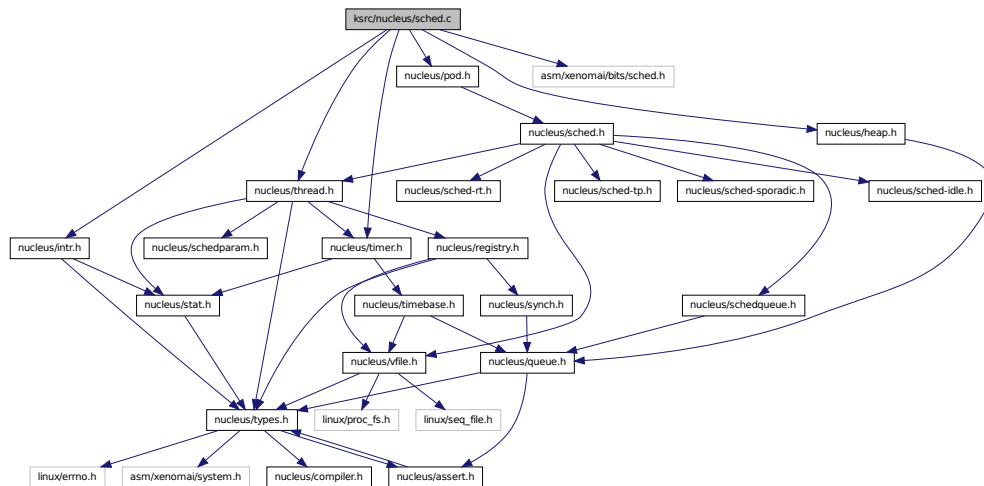 ksrc/nucleus/sched.c
nucleus/pod.h
asm/xenomai/bits/sched.h
nucleus/sched.h
nucleus/heap.h
nucleus/thread.h
nucleus/sched-rt.h
nucleus/sched-tp.h
nucleus/sched-sporadic.h
nucleus/sched-idle.h
nucleus/intr.h
nucleus/schedparam.h
nucleus/timer.h
nucleus/registry.h
nucleus/stat.h
nucleus/timebase.h
nucleus/synch.h
nucleus/schedqueue.h
nucleus/vfile.h
nucleus/queue.h
nucleus/types.h
linux/proc_fs.h
linux/seq_file.h
linux/errno.h
asm/xenomai/system.h
nucleus/compiler.h
nucleus/assert.h